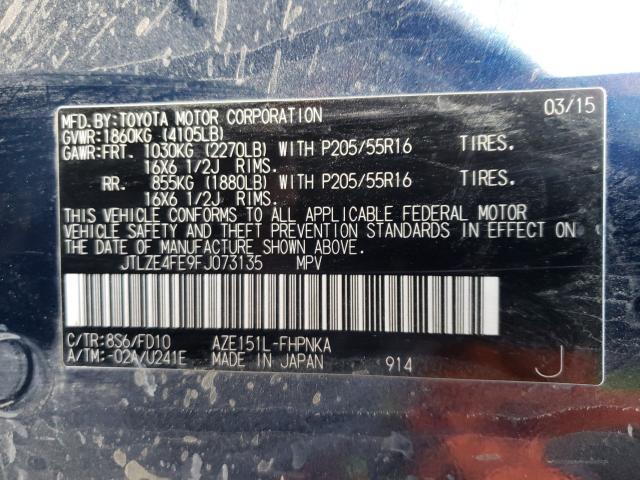 MFD.BY:TOYOTA MOTOR CORPORATION 03/15
GVWR:1860KG (4105LB)
GAWR:FRT. 1030KG (2270LB) WITH P205/55R16 TIRES.
16X6 1/2J RIMS.
RR. 855KG (1880LB) WITH P205/55R16 TIRES.
16X6 1/2J RIMS.
THIS VEHICLE CONFORMS TO ALL APPLICABLE FEDERAL MOTOR
VEHICLE SAFETY AND THEFT PREVENTION STANDARDS IN EFFECT ON
THE DATE OF MANUFACTURE SHOWN ABOVE.
JTLZE4FE9FJ073135 MPV
C/TR:8S6/FD10 AZE151L-FHPNKA
A/TM:-02A/U241E MADE IN JAPAN 914 J